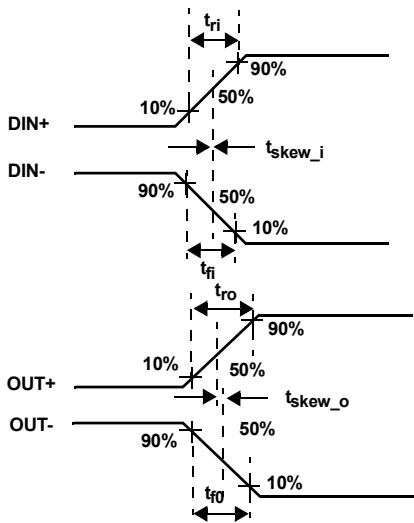 tri
90%
10%
50%
DIN+
tskew_i
DIN-
90%
50%
10%
tfi
tro
90%
10%
50%
OUT+
tskew_o
OUT-
90%
50%
10%
tf0